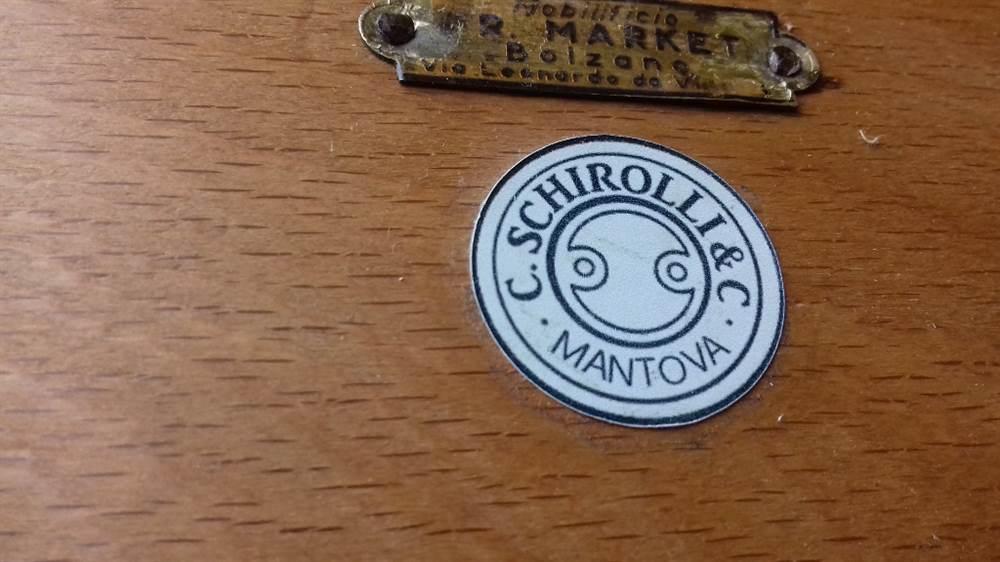 Mobilificio
R. MARKET
Bolzano
Via Leonardo da
C. SCHIROLLI & C.
MANTOVA